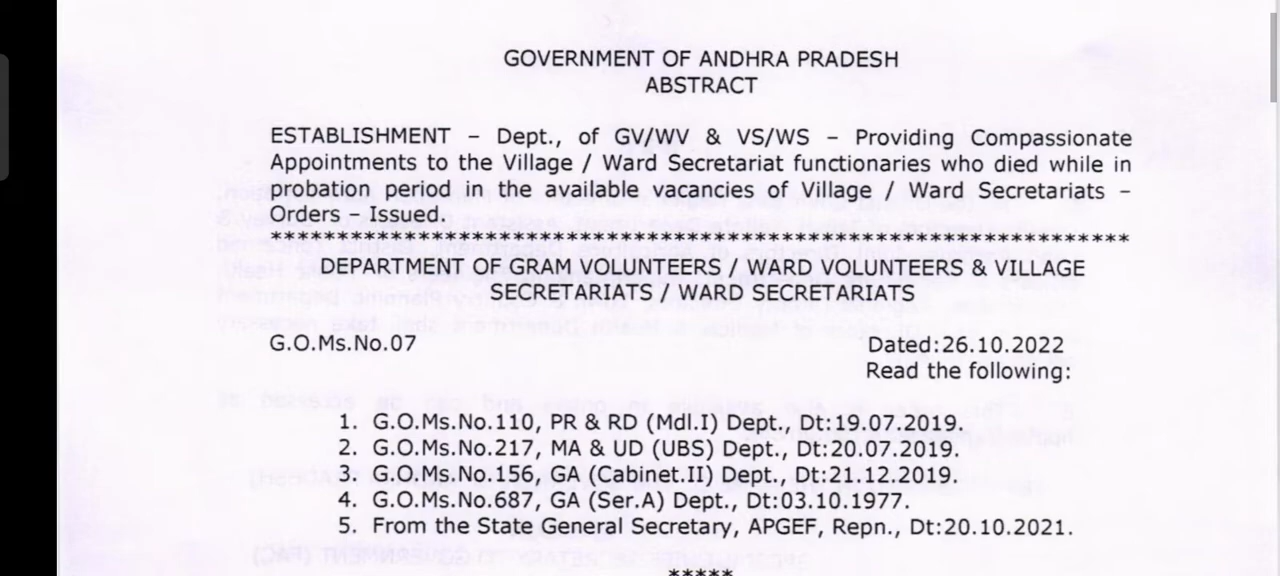 GOVERNMENT OF ANDHRA PRADESH
ABSTRACT
ESTABLISHMENT – Dept., of GV/WV & VS/WS – Providing Compassionate
Appointments to the Village / Ward Secretariat functionaries who died while in
probation period in the available vacancies of Village / Ward Secretariats –
Orders – Issued.
*******************************************************************************
DEPARTMENT OF GRAM VOLUNTEERS / WARD VOLUNTEERS & VILLAGE
SECRETARIATS / WARD SECRETARIATS
G.O.Ms.No.07 Dated:26.10.2022
Read the following:
1. G.O.Ms.No.110, PR & RD (Mdl.I) Dept., Dt:19.07.2019.
2. G.O.Ms.No.217, MA & UD (UBS) Dept., Dt:20.07.2019.
3. G.O.Ms.No.156, GA (Cabinet.II) Dept., Dt:21.12.2019.
4. G.O.Ms.No.687, GA (Ser.A) Dept., Dt:03.10.1977.
5. From the State General Secretary, APGEF, Repn., Dt:20.10.2021.
*****